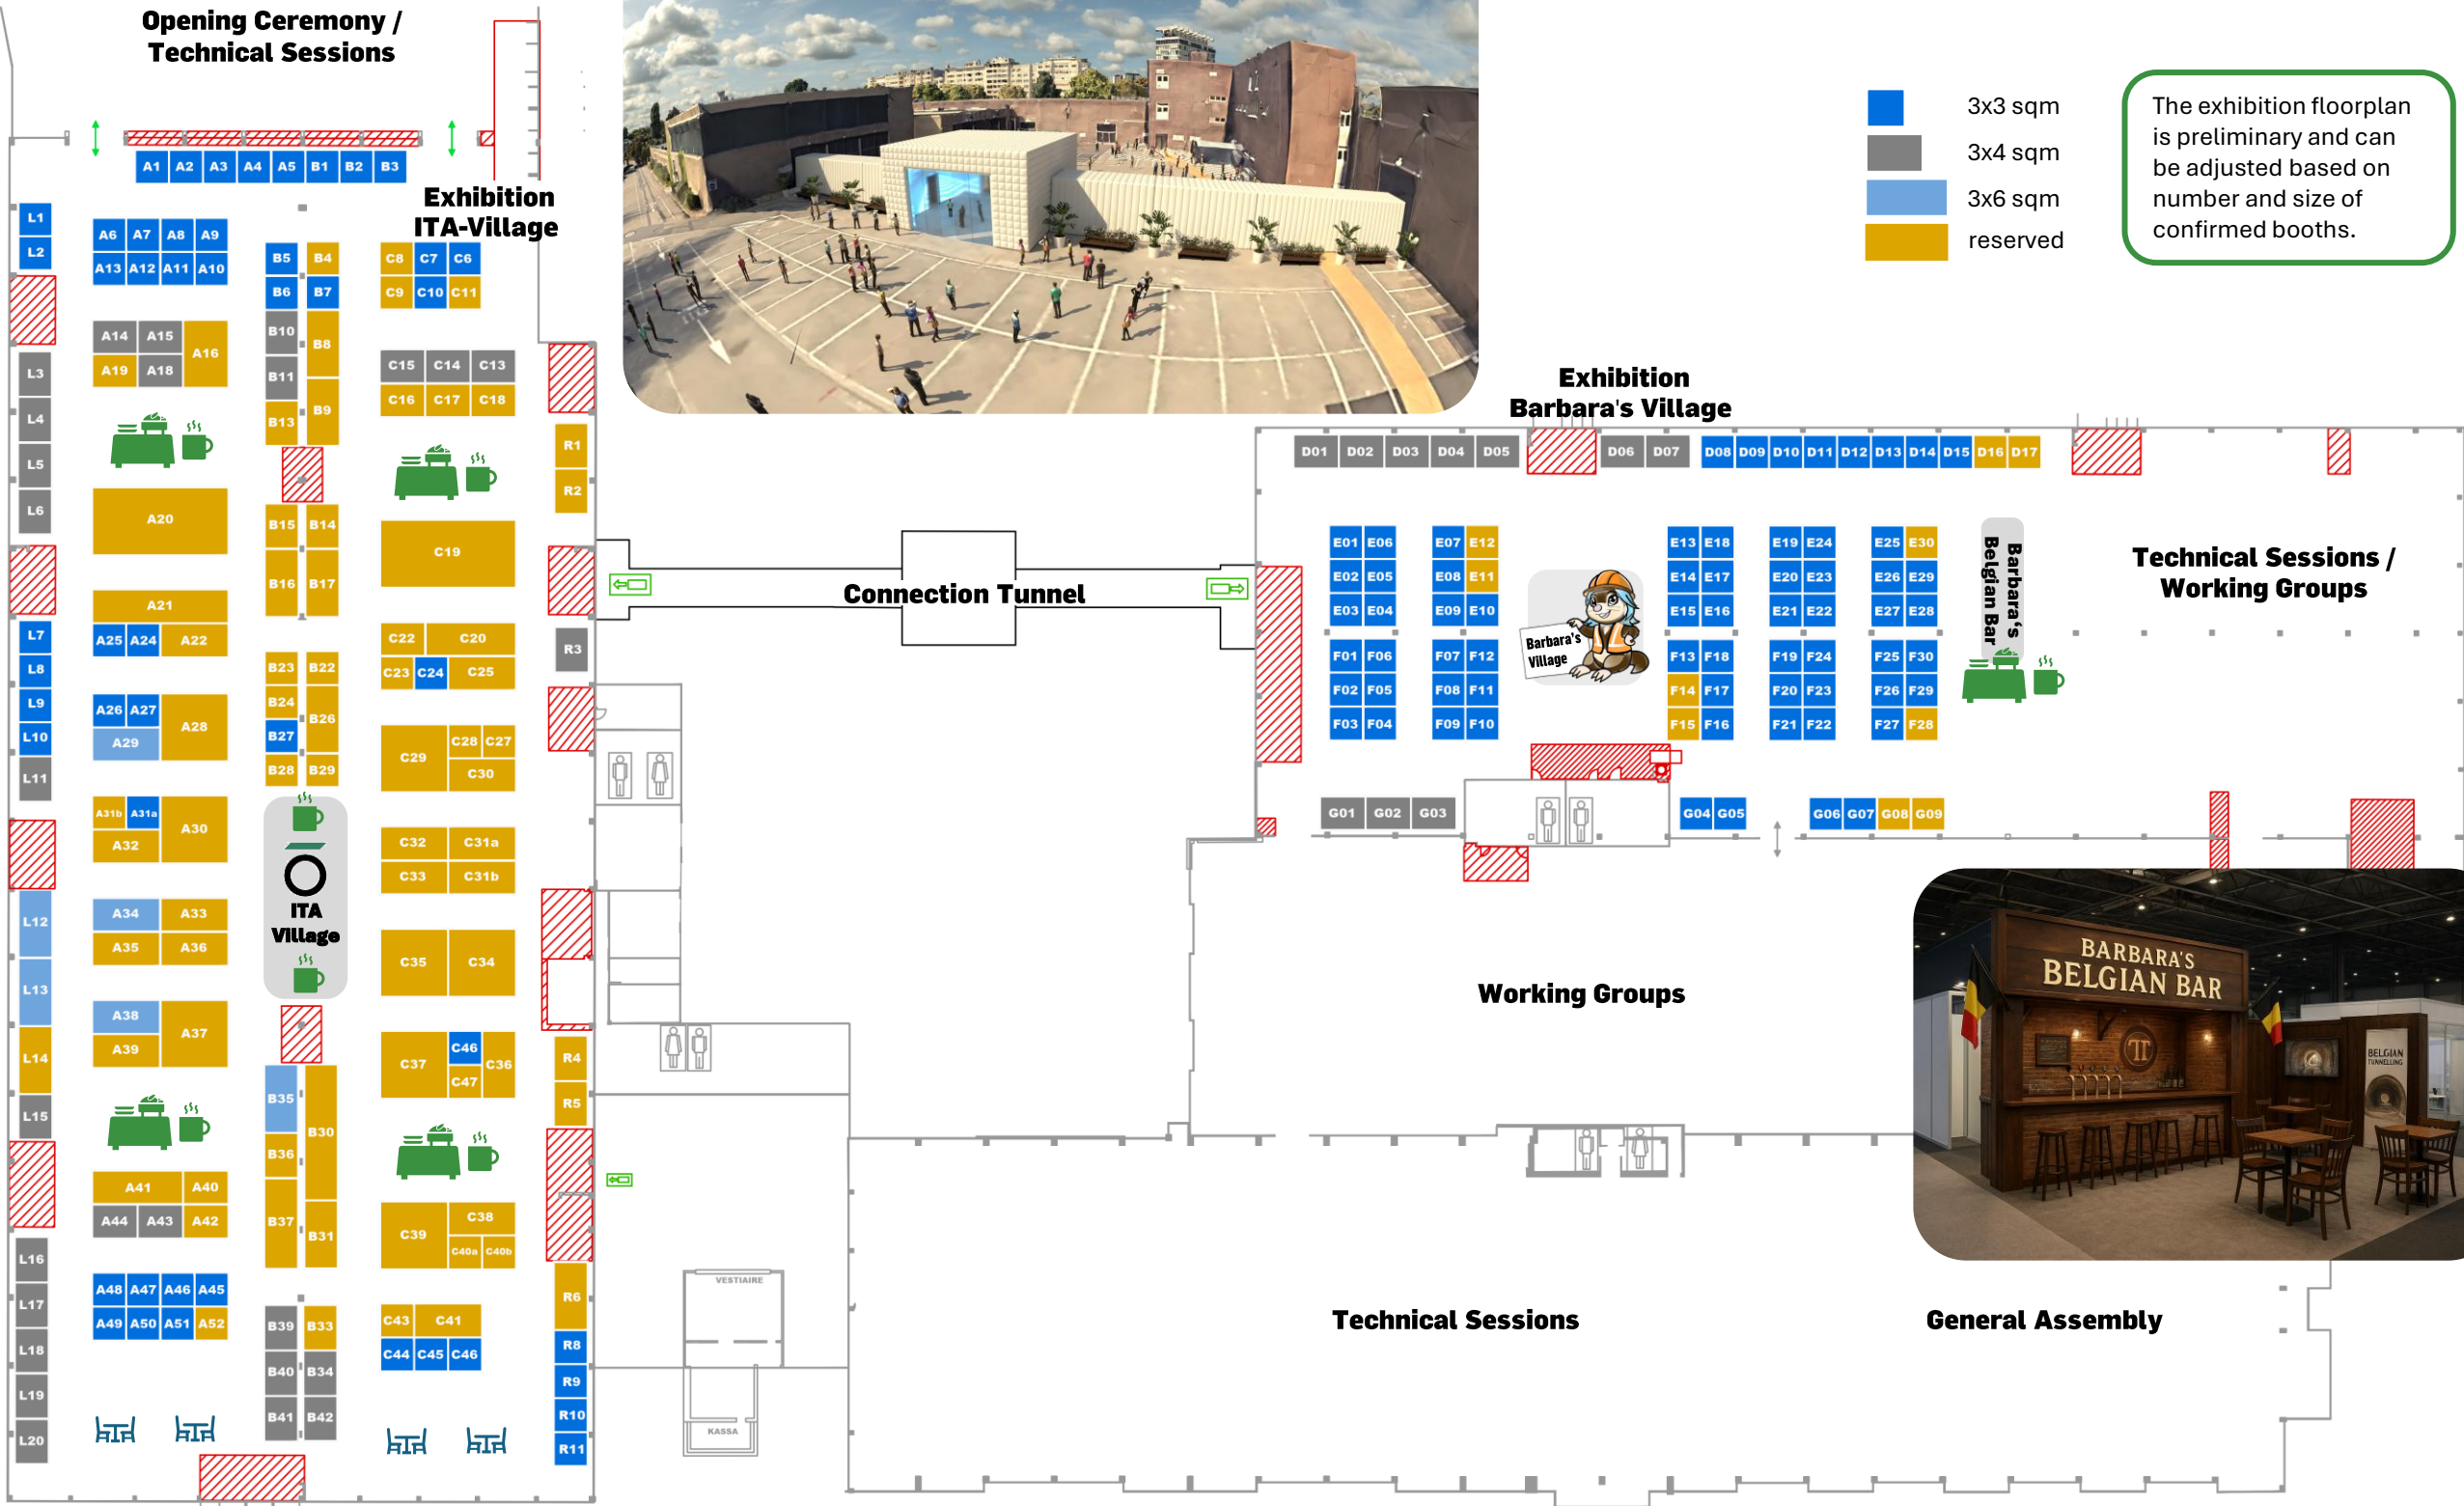 Opening Ceremony /
Technical Sessions
A1 A2 A3 A4 A5 B1 B2 B3
Exhibition
ITA-Village
L1
L2
L3
L4
L5
L6
L7
L8
L9
L10
L11
L12
L13
L14
L15
L16
L17
L18
L19
L20
A6 A7 A8 A9
A13 A12 A11 A10
A14 A15 A16
A19 A18
A20
A21
A25 A24 A22
A26 A27 A28
A29
A31b A31a A30
A32
A34 A33
A35 A36
A38 A37
A39
A41 A40
A44 A43 A42
A48 A47 A46 A45
A49 A50 A51 A52
B5 B4
B6 B7
B10 B8
B11
B13 B9
B15 B14
B16 B17
B23 B22
B24 B26
B27
B28 B29
ITA
Village
B35 B30
B36
B37 B31
B39 B33
B40 B34
B41 B42
C8 C7 C6
C9 C10 C11
C15 C14 C13
C16 C17 C18
C19
C22 C20
C23 C24 C25
C29 C28 C27
C30
C32 C31a
C33 C31b
C35 C34
C37 C46 C36
C47
C39 C38
C40a C40b
C43 C41
C44 C45 C46
R1
R2
R3
R4
R5
R6
R8
R9
R10
R11
Connection Tunnel
VESTIAIRE
KASSA
3x3 sqm
3x4 sqm
3x6 sqm
reserved
The exhibition floorplan
is preliminary and can
be adjusted based on
number and size of
confirmed booths.
Exhibition
Barbara's Village
D01 D02 D03 D04 D05 D06 D07 D08 D09 D10 D11 D12 D13 D14 D15 D16 D17
E01 E06 E07 E12 E13 E18 E19 E24 E25 E30
E02 E05 E08 E11 E14 E17 E20 E23 E26 E29
E03 E04 E09 E10 E15 E16 E21 E22 E27 E28
F01 F06 F07 F12 F13 F18 F19 F24 F25 F30
F02 F05 F08 F11 F14 F17 F20 F23 F26 F29
F03 F04 F09 F10 F15 F16 F21 F22 F27 F28
Barbara's
Village
Barbara's
Belgian Bar
Technical Sessions /
Working Groups
G01 G02 G03 G04 G05 G06 G07 G08 G09
Working Groups
BARBARA'S
BELGIAN BAR
BELGIAN
TUNNELLING
Technical Sessions
General Assembly